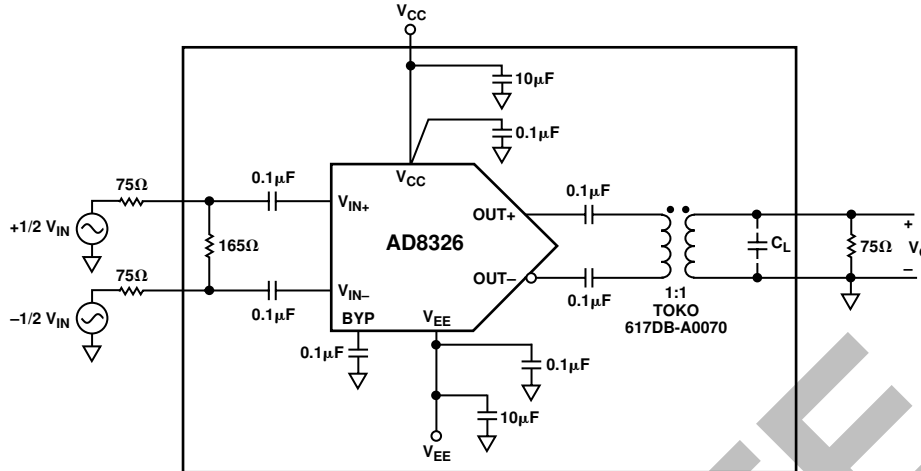 VCC
10µF
0.1µF
VCC
75Ω
0.1µF
VIN+
+1/2 VIN
165Ω
AD8326
OUT+
0.1µF
CL
75Ω
+
–
75Ω
–1/2 VIN
0.1µF
VIN–
OUT–
0.1µF
1:1
TOKO
617DB-A0070
BYP
VEE
0.1µF
0.1µF
10µF
VEE